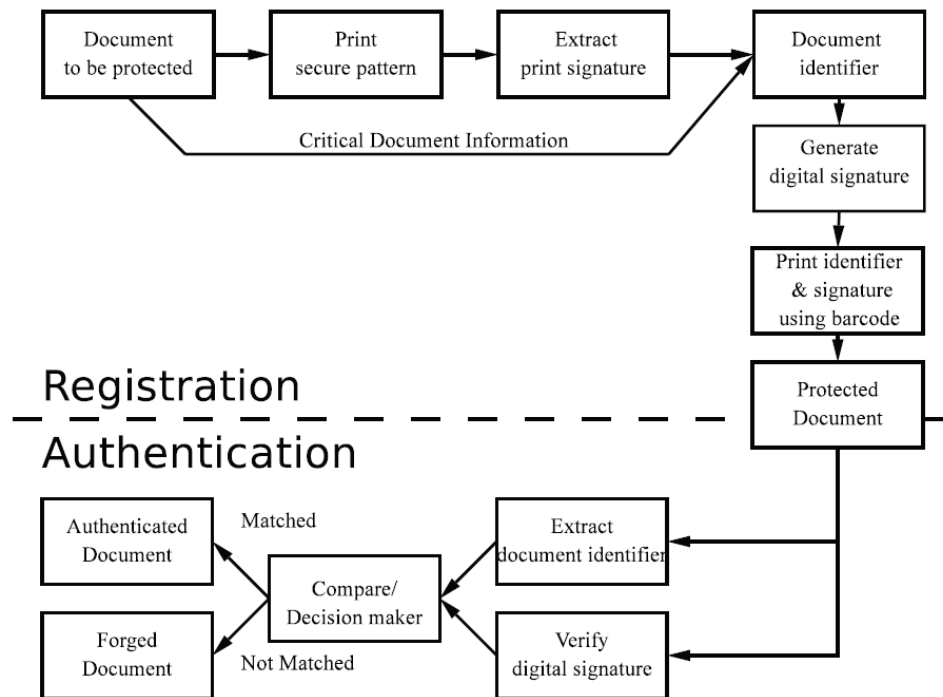 Document
to be protected
Print
secure pattern
Extract
print signature
Document
identifier
Critical Document Information
Generate
digital signature
Print identifier
& signature
using barcode
Registration
Protected
Document
Authentication
Authenticated
Document
Matched
Extract
document identifier
Compare/
Decision maker
Forged
Document
Not Matched
Verify
digital signature